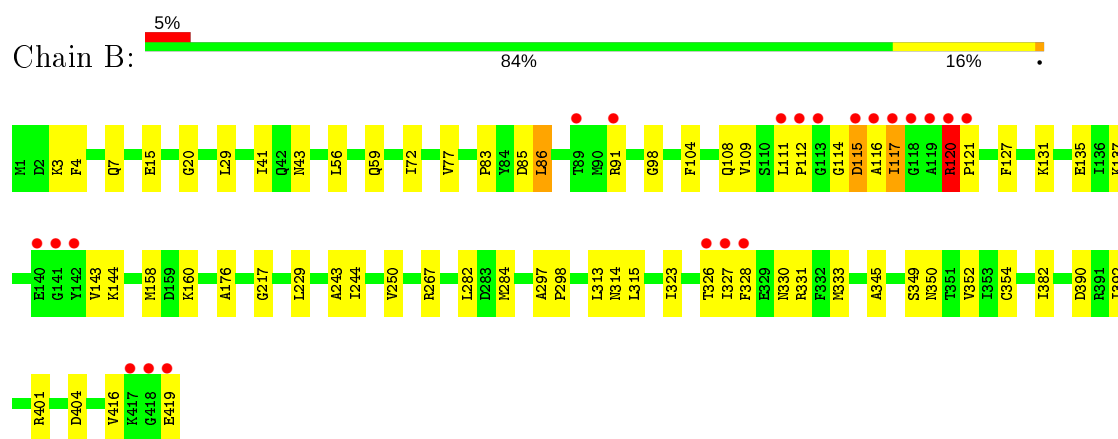 5%
Chain B:
84% 16%
M1 D2 K3 F4 Q7 E15 G20 L29 I41 Q42 N43 L56 Q59 I72 V77 P83 Y84 D85 L86 T89 M90 R91 G98 F104 Q108 V109 S110 L111 P112 G113 G114 D115 A116 I117 G118 A119 R120 P121 F127 K131 E135 I136 K137
E140 G141 Y142 V143 K144 M158 D159 K160 A176 G217 L229 A243 I244 V250 R267 L282 D283 M284 A297 P298 L313 N314 L315 I323 T326 I327 F328 E329 N330 R331 F332 M333 A345 S349 N350 T351 V352 I353 C354 I382 D390 R391
R401 D404 V416 K417 G418 E419